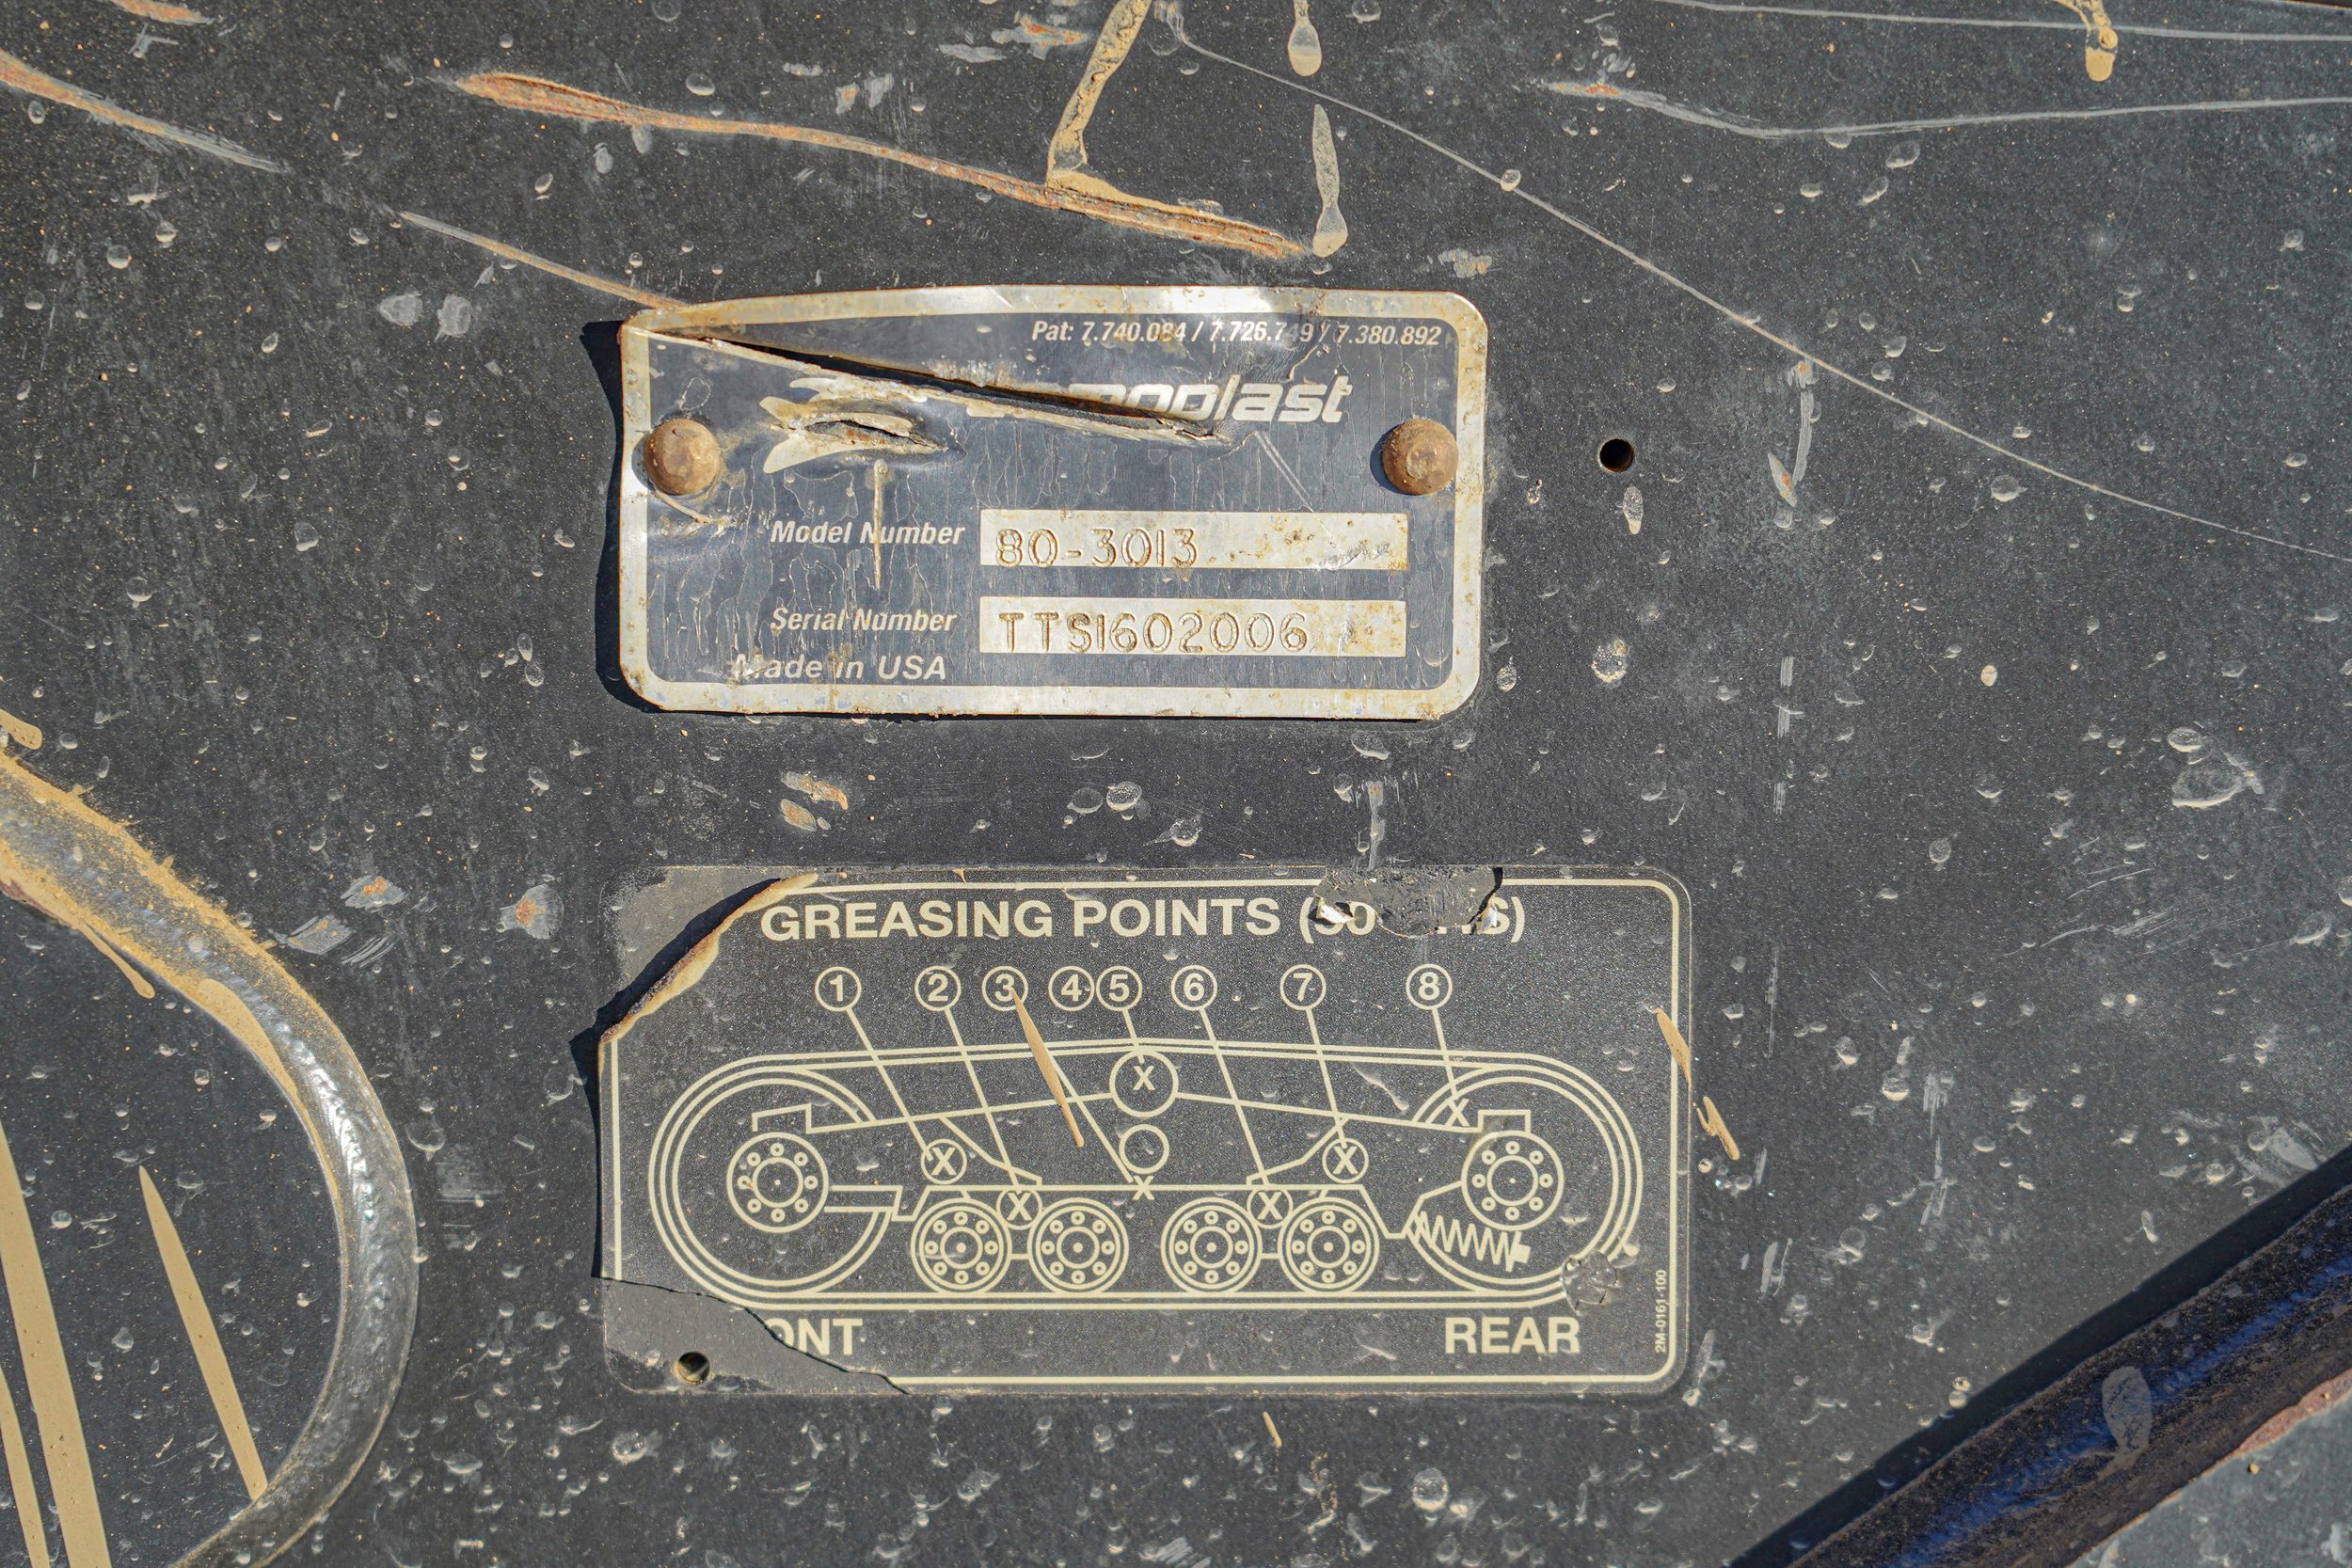 Pat: 7.740.084 / 7.726.749 / 7.380.892
Model Number 80-3013
Serial Number TTS1602006
Made in USA
GREASING POINTS
1 2 3 4 5 6 7 8
X
X
X X
X
X X
REAR
2M-0161-100